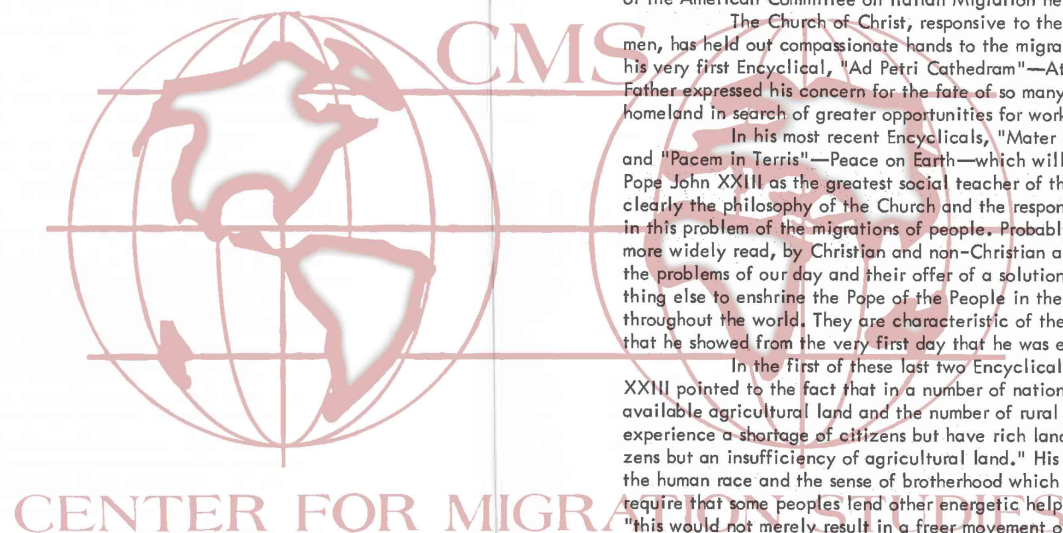 of the American Committee on Italian Migration he
The Church of Christ, responsive to the
men, has held out compassionate hands to the migra
his very first Encyclical, "Ad Petri Cathedram"—At
Father expressed his concern for the fate of so many
homeland in search of greater opportunities for work
In his most recent Encyclicals, "Mater
and "Pacem in Terris"—Peace on Earth—which will
Pope John XXIII as the greatest social teacher of th
clearly the philosophy of the Church and the respon
in this problem of the migrations of people. Probabl
more widely read, by Christian and non-Christian a
the problems of our day and their offer of a solution
thing else to enshrine the Pope of the People in the
throughout the world. They are characteristic of the
that he showed from the very first day that he was e
In the first of these last two Encyclical
XXIII pointed to the fact that in a number of nation
available agricultural land and the number of rural
experience a shortage of citizens but have rich land
zens but an insufficiency of agricultural land." His
the human race and the sense of brotherhood which
require that some peoples lend other energetic help
"this would not merely result in a freer movement o
CMS
CENTER FOR MIGRATION STUDIES